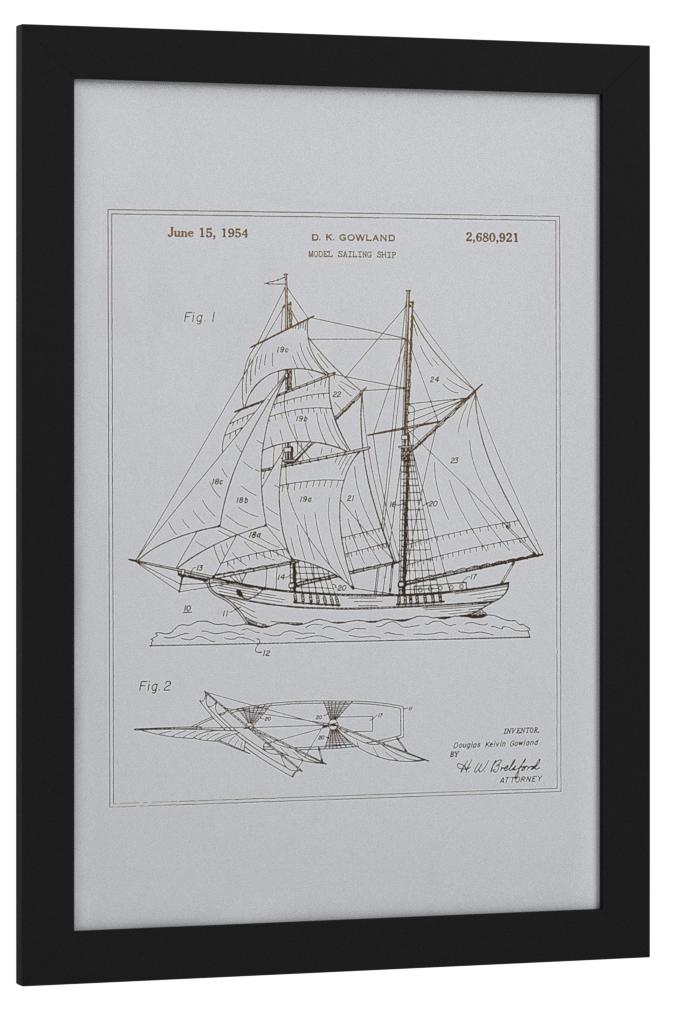 June 15, 1954
D. K. GOWLAND
2,680,921
MODEL SAILING SHIP
Fig. 1
19c
24
22
19b
23
18c
18b
19a
21
18
20
18a
13
14
20
17
10
11
12
Fig. 2
11
20
20
17
20
INVENTOR.
Douglas Kelvin Gowland
BY
H. W. Brelsford
ATTORNEY